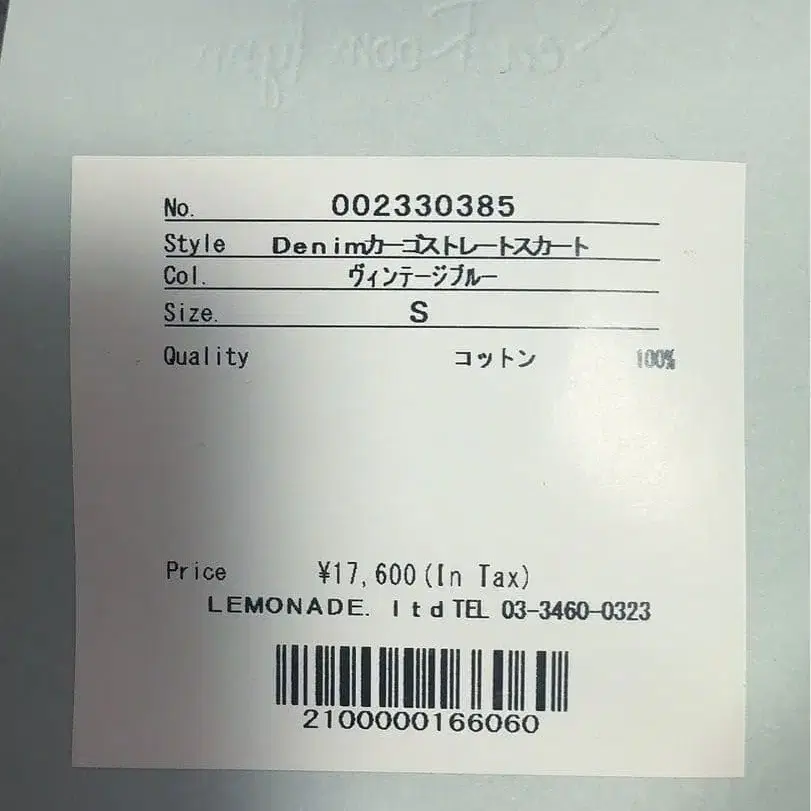 No. 002330385
Style Denimカーゴストレートスカート
Col. ヴィンテージブルー
Size. S
Quality コットン 100%
Price ¥17,600(In Tax)
LEMONADE. ltd TEL 03-3460-0323
2100000166060